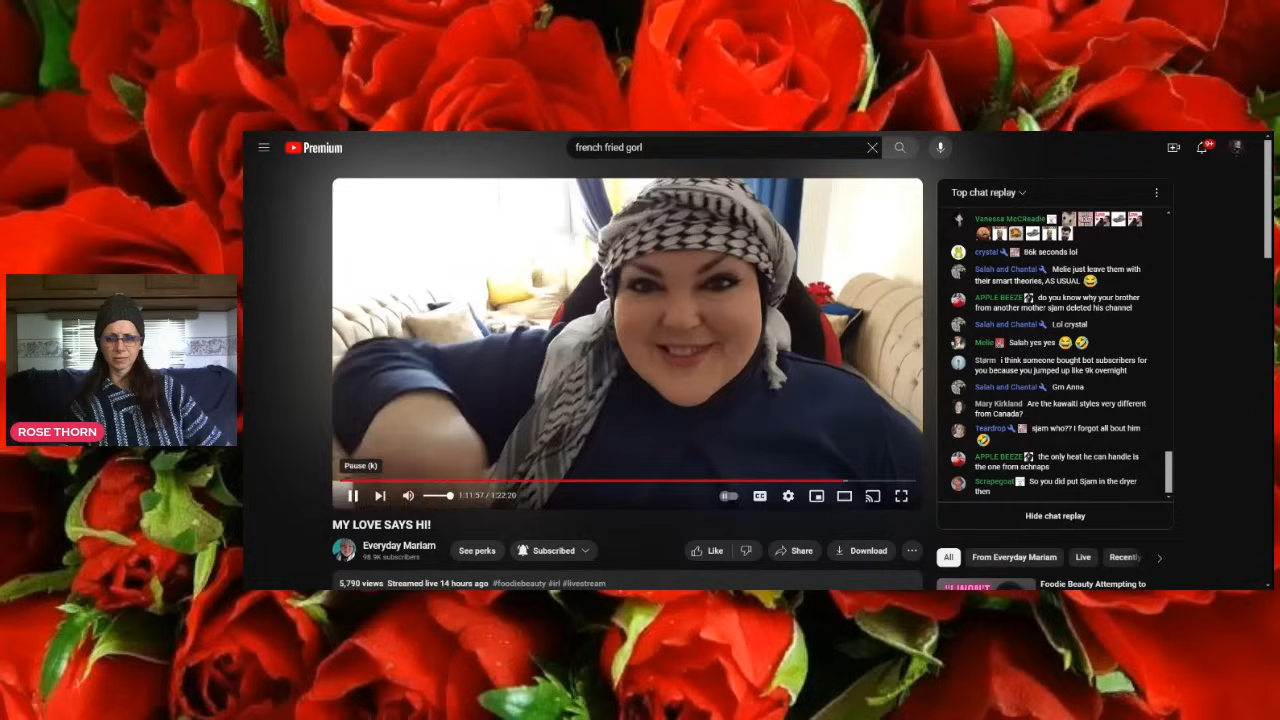 Premium
french fried gorl
9+
Top chat replay
Vanessa McCReadie
crystal 86k seconds lol
Salah and Chantal Melie just leave them with
their smart theories, AS USUAL
APPLE BEEZE do you know why your brother
from another mother sjam deleted his channel
Salah and Chantal Lol crystal
Melie Salah yes yes
Størm i think someone bought bot subscribers for
you because you jumped up like 9k overnight
Salah and Chantal Gm Anna
Mary Kirkland Are the kawaiti styles very different
from Canada?
Teardrop sjam who?? I forgot all bout him
APPLE BEEZE the only heat he can handle is
the one from schnaps
Scrapegoat So you did put Sjam in the dryer
then
Hide chat replay
ROSE THORN
Pause (k)
1:11:57 / 1:22:20
CC
MY LOVE SAYS HI!
Everyday Mariam
98.9K subscribers
See perks
Subscribed
Like
Share
Download
All
From Everyday Mariam
Live
Recentl
5,790 views Streamed live 14 hours ago #foodiebeauty #irl #livestream
"I WON'T
Foodie Beauty Attempting to